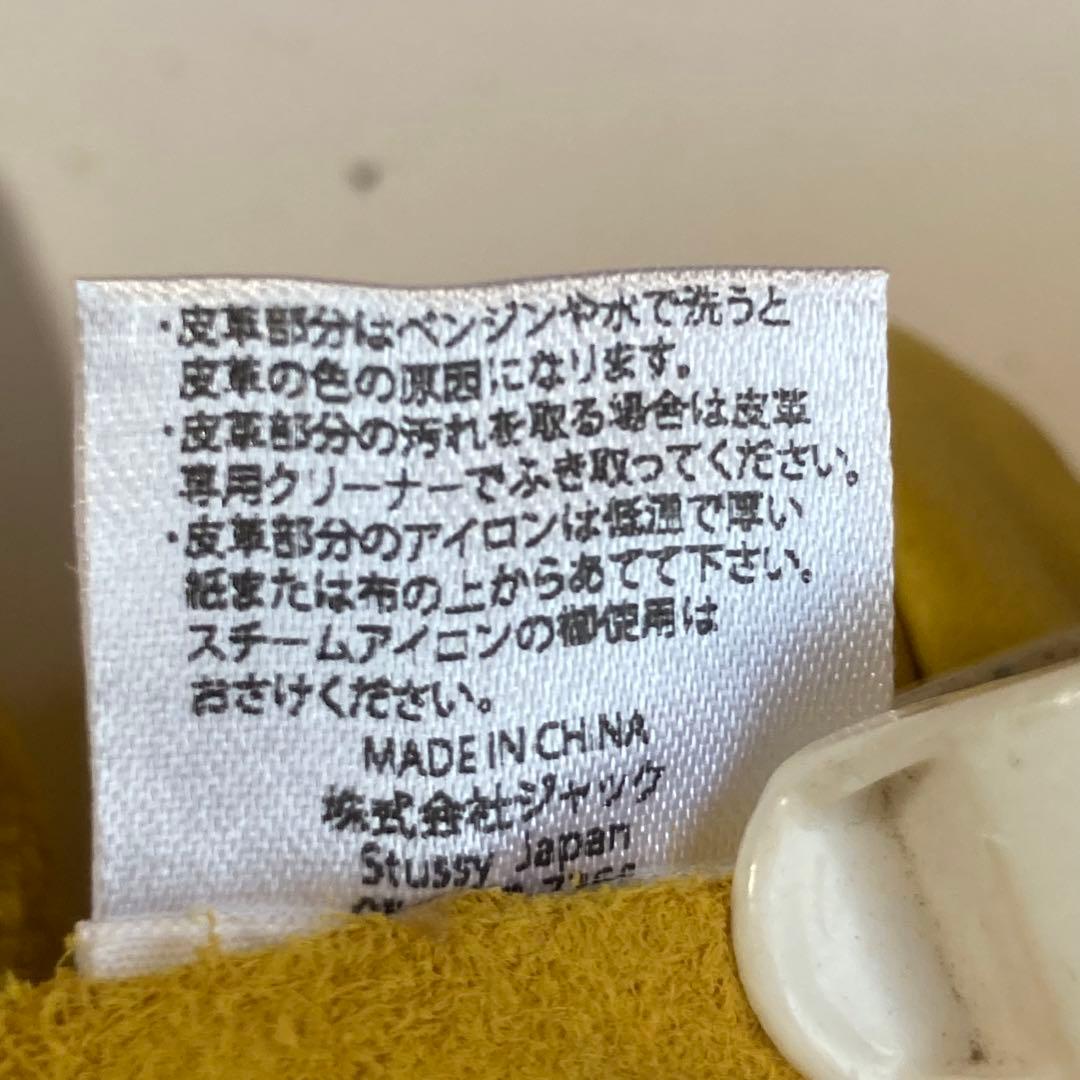 ・皮革部分はベンジンや水で洗うと
皮革の色の原因になります。
・皮革部分の汚れを取る場合は皮革
専用クリーナーでふき取ってください。
・皮革部分のアイロンは低温で厚い
紙または布の上からあてて下さい。
スチームアイロンの御使用は
おさけください。
MADE IN CHINA
株式会社ジャック
Stussy Japan